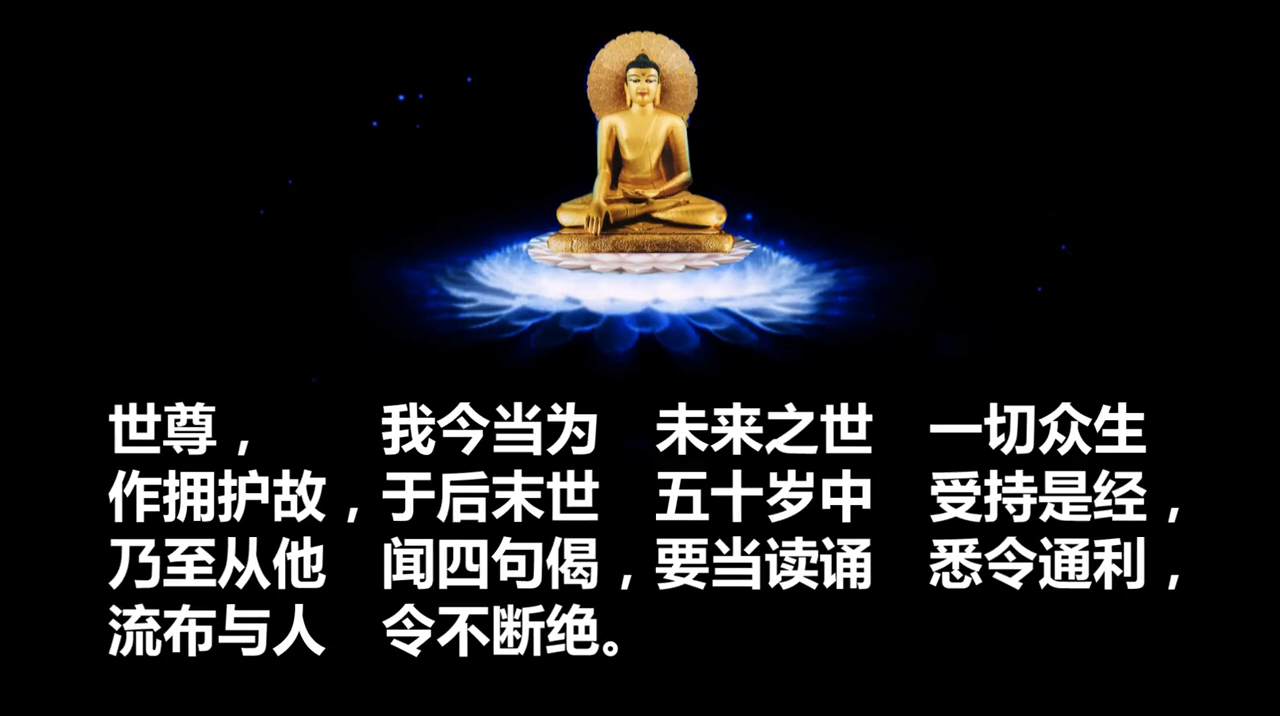 世尊， 我今当为 未来之世 一切众生
作拥护故，于后末世 五十岁中 受持是经，
乃至从他 闻四句偈，要当读诵 悉令通利，
流布与人 令不断绝。